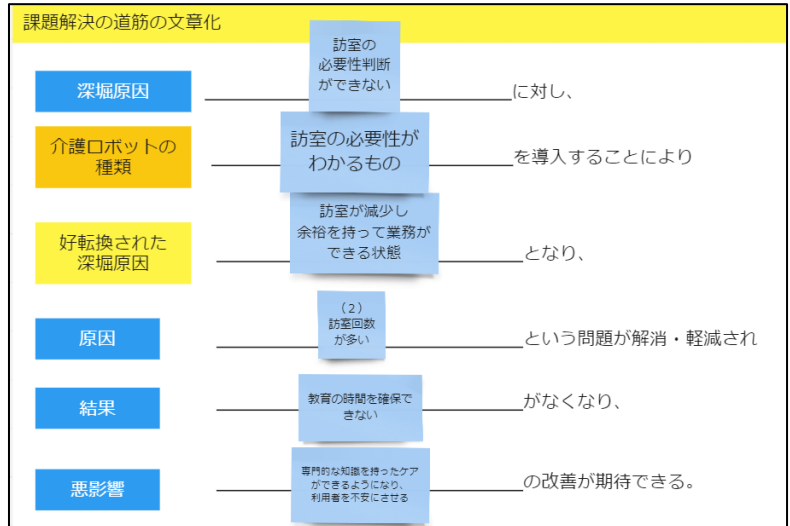 課題解決の道筋の文章化
深堀原因
訪室の
必要性判断
ができない
に対し、
介護ロボットの
種類
訪室の必要性が
わかるもの
を導入することにより
好転換された
深堀原因
訪室が減少し
余裕を持って業務が
できる状態
となり、
原因
（2）
訪室回数
が多い
という問題が解消・軽減され
結果
教育の時間を確保で
きない
がなくなり、
悪影響
専門的な知識を持ったケア
ができるようになり、
利用者を不安にさせる
の改善が期待できる。